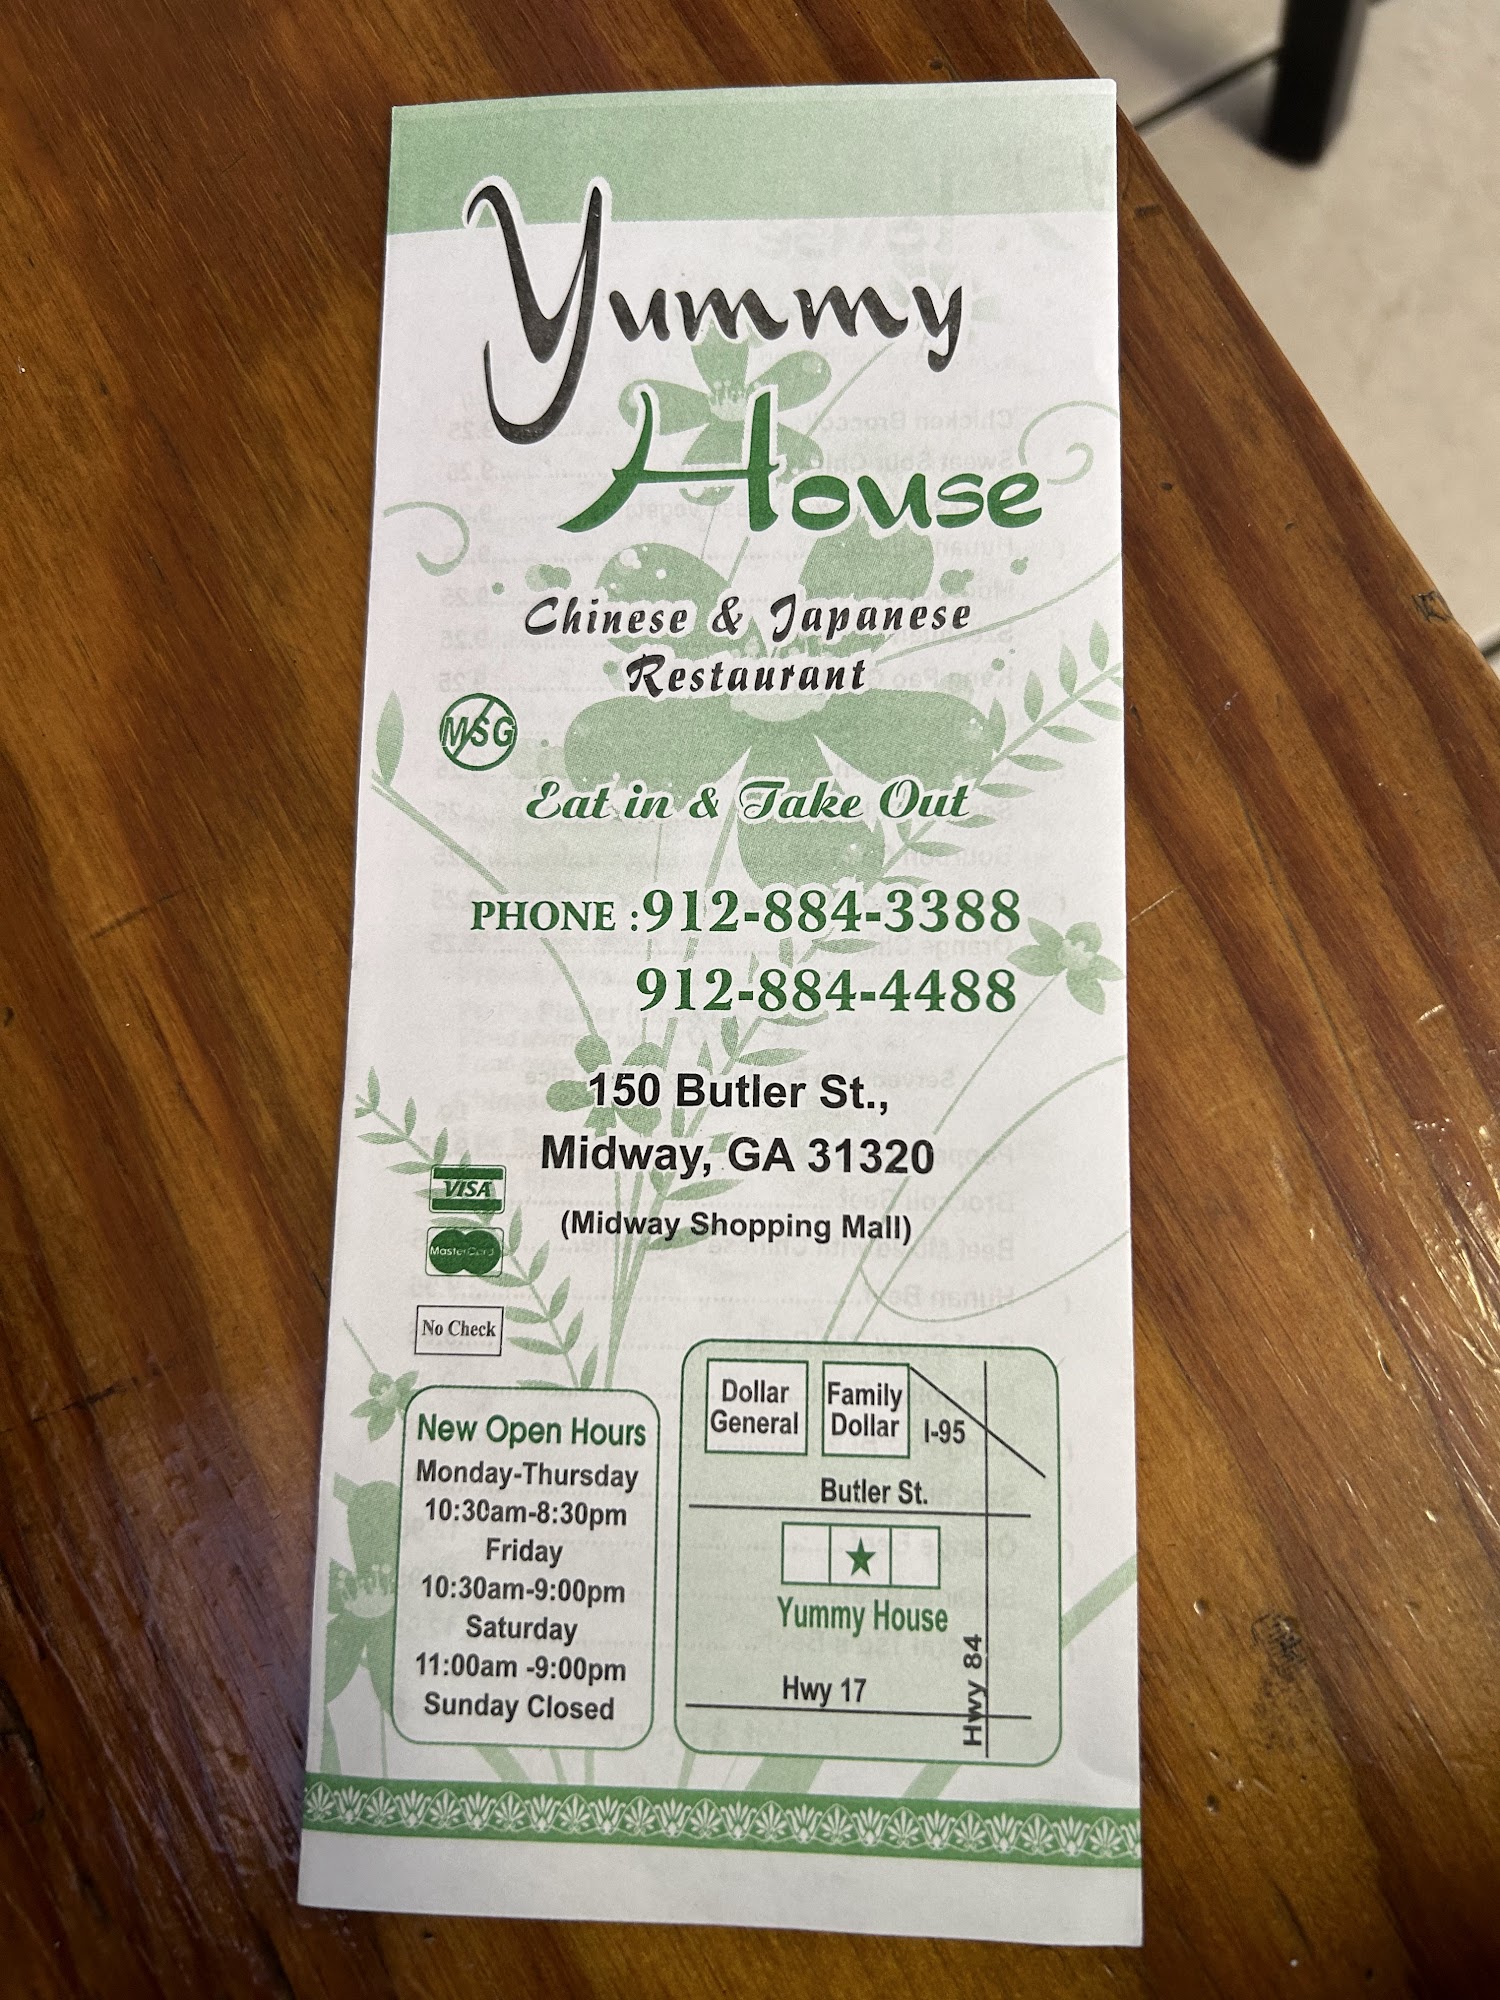 Yummy
House
Chinese & Japanese
Restaurant
MSG
Eat in & Take Out
PHONE :912-884-3388
912-884-4488
150 Butler St.,
Midway, GA 31320
(Midway Shopping Mall)
VISA
MasterCard
No Check
New Open Hours
Monday-Thursday
10:30am-8:30pm
Friday
10:30am-9:00pm
Saturday
11:00am -9:00pm
Sunday Closed
Dollar
General
Family
Dollar
I-95
Butler St.
Yummy House
Hwy 17
Hwy 84